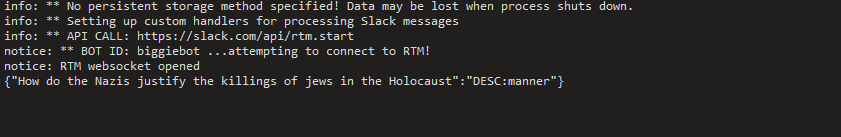 info: ** No persistent storage method specified! Data may be lost when process shuts down.
info: ** Setting up custom handlers for processing Slack messages
info: ** API CALL: https://slack.com/api/rtm.start
notice: ** BOT ID: biggiebot ...attempting to connect to RTM!
notice: RTM websocket opened
{"How do the Nazis justify the killings of jews in the Holocaust":"DESC:manner"}